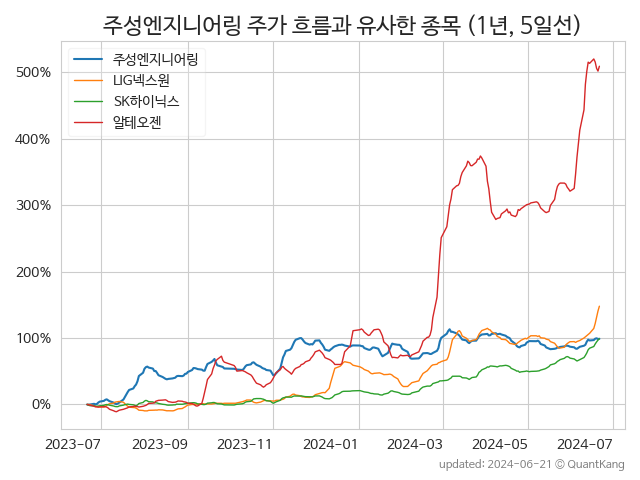 주성엔지니어링 주가 흐름과 유사한 종목 (1년, 5일선)
주성엔지니어링
LIG넥스원
SK하이닉스
알테오젠
500%
400%
300%
200%
100%
0%
2023-07 2023-09 2023-11 2024-01 2024-03 2024-05 2024-07
updated: 2024-06-21 © QuantKang